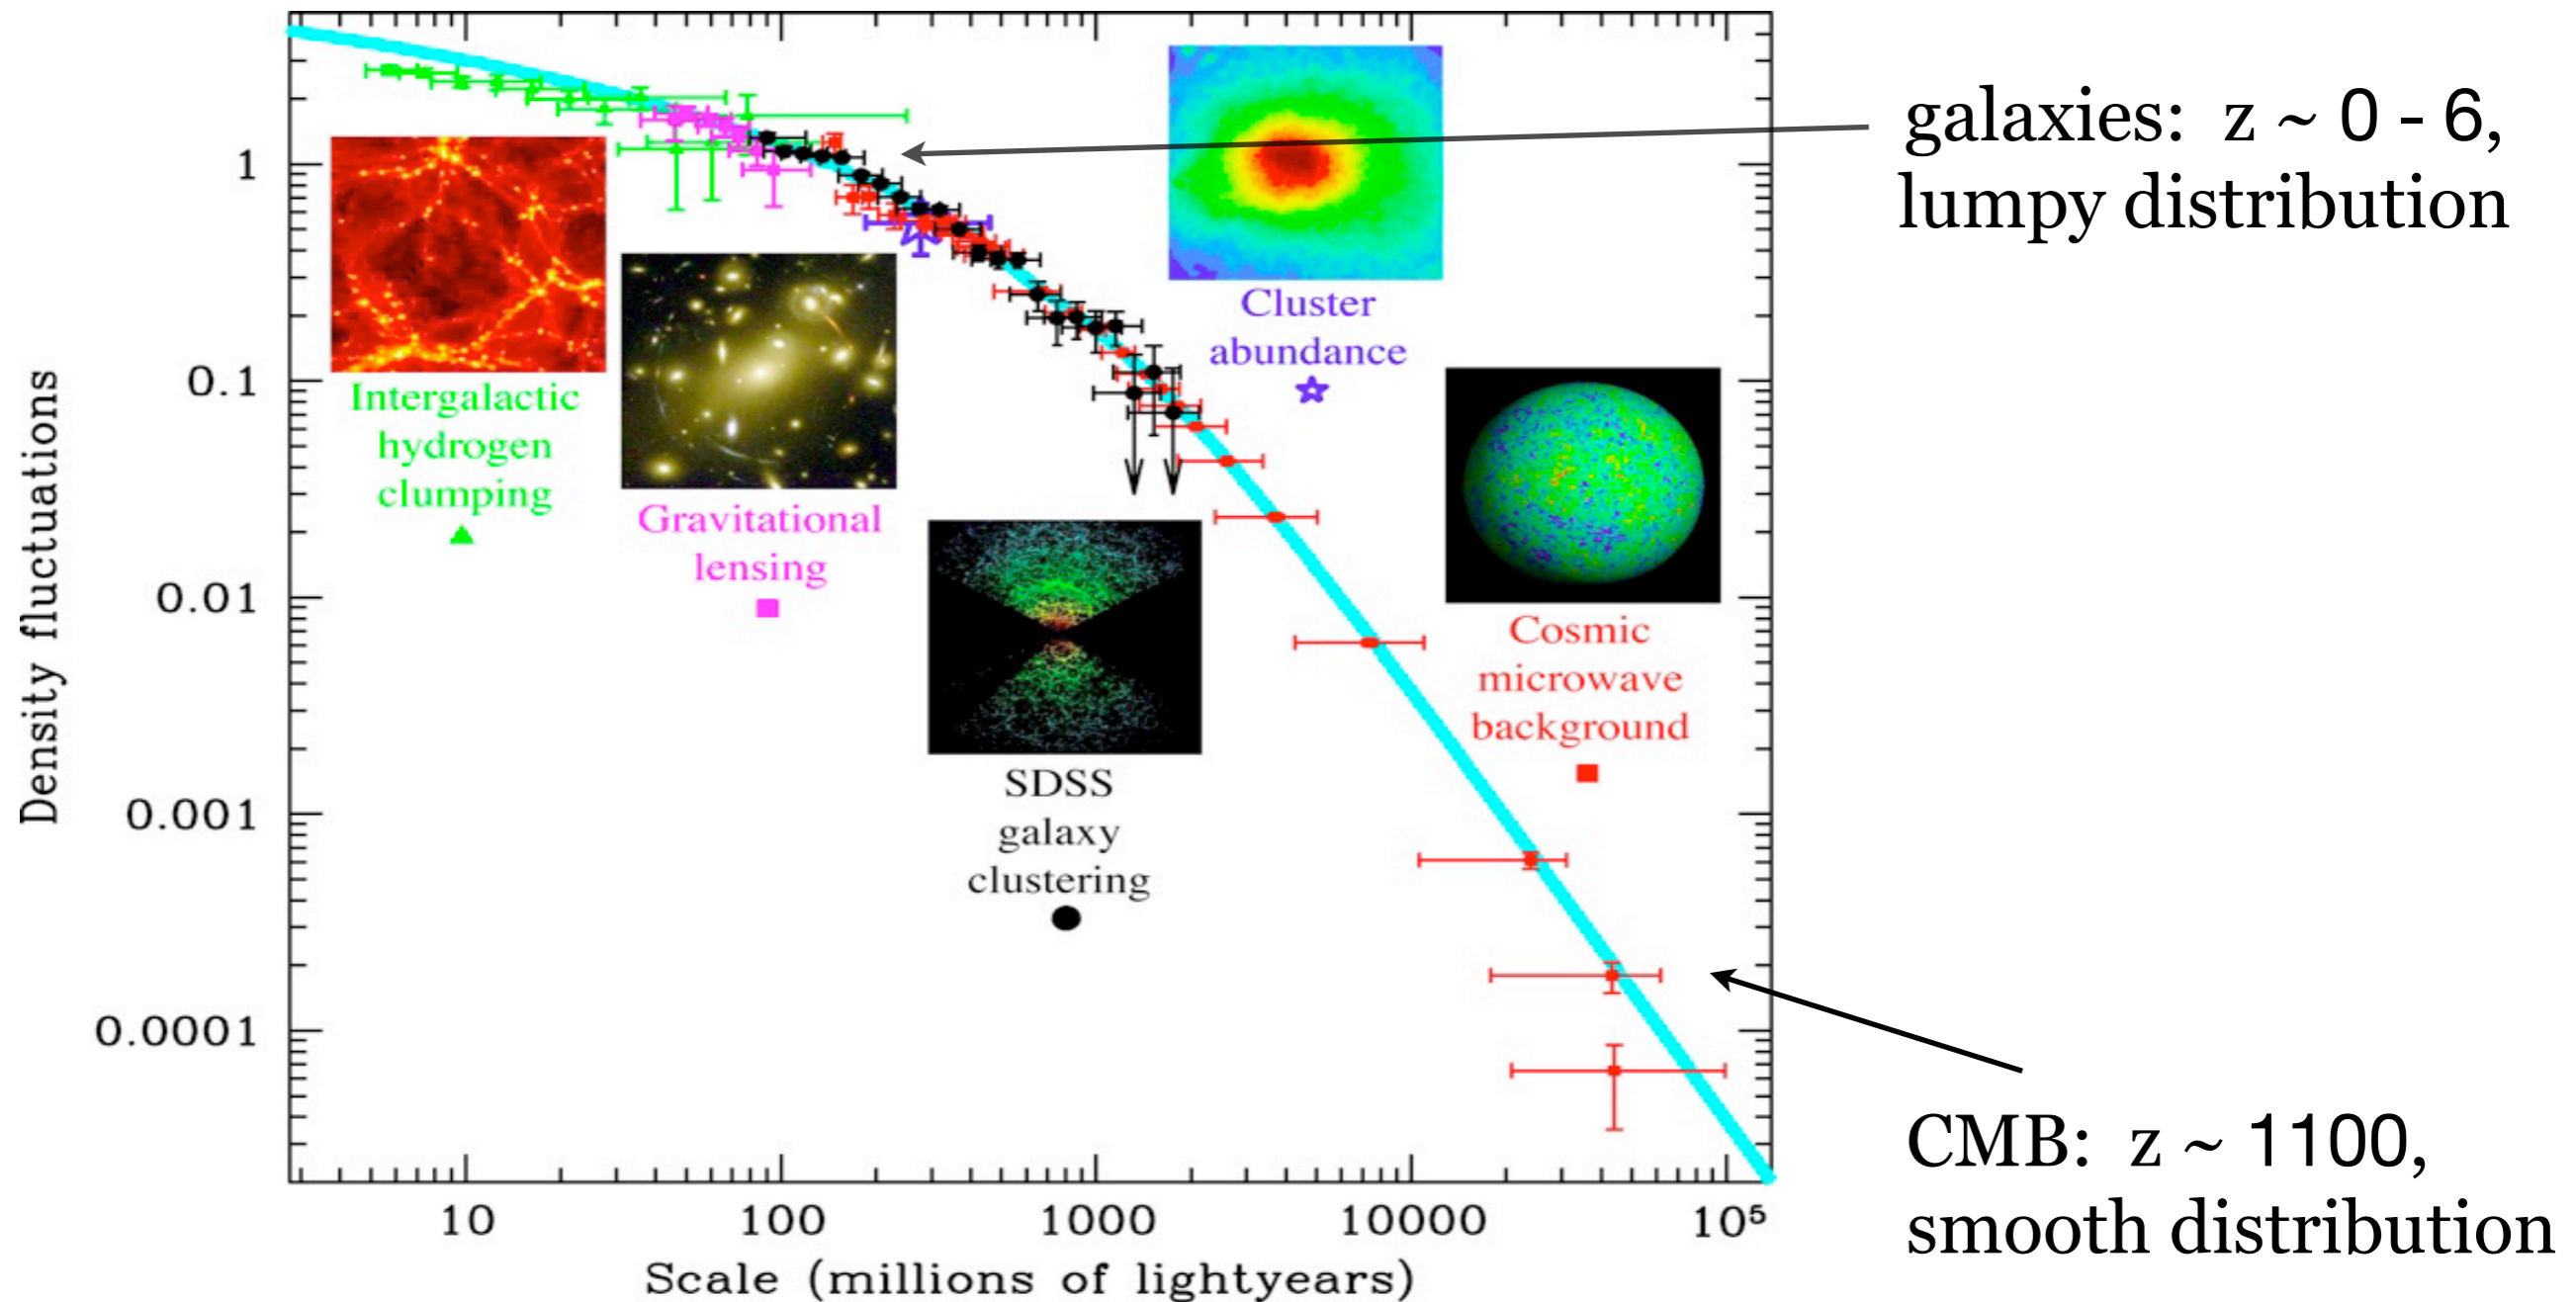 galaxies: z ~ 0 - 6,
lumpy distribution
1
0.1
0.01
0.001
0.0001
Density fluctuations
Intergalactic
hydrogen
clumping
Gravitational
lensing
SDSS
galaxy
clustering
Cluster
abundance
Cosmic
microwave
background
CMB: z ~ 1100,
smooth distribution
10 100 1000 10000 10⁵
Scale (millions of lightyears)